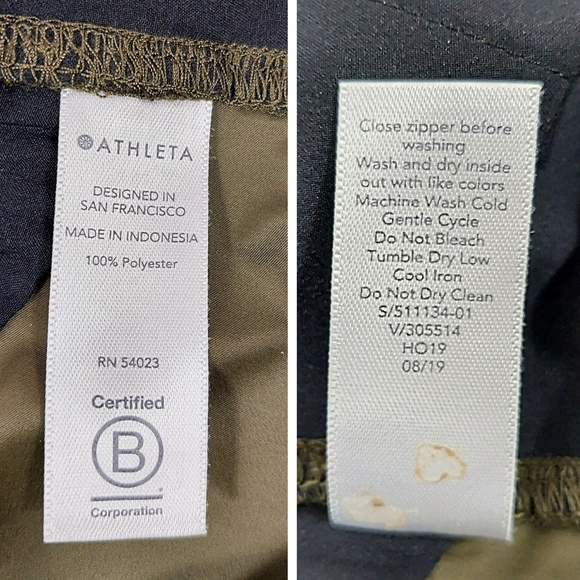 ATHLETA
DESIGNED IN
SAN FRANCISCO
MADE IN INDONESIA
100% Polyester
RN 54023
Certified
B
Corporation
Close zipper before
washing
Wash and dry inside
out with like colors
Machine Wash Cold
Gentle Cycle
Do Not Bleach
Tumble Dry Low
Cool Iron
Do Not Dry Clean
S/511134-01
V/305514
HO19
08/19